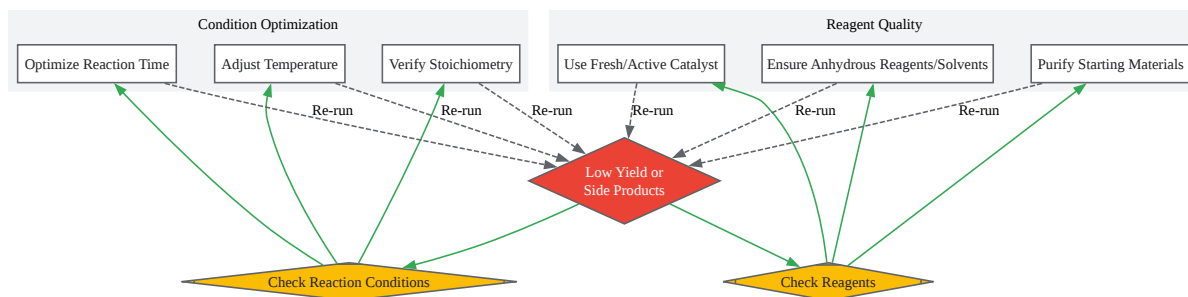 Condition Optimization
Reagent Quality
Optimize Reaction Time
Adjust Temperature
Verify Stoichiometry
Use Fresh/Active Catalyst
Ensure Anhydrous Reagents/Solvents
Purify Starting Materials
Re-run
Re-run
Re-run
Re-run
Re-run
Re-run
Low Yield or
Side Products
Check Reaction Conditions
Check Reagents